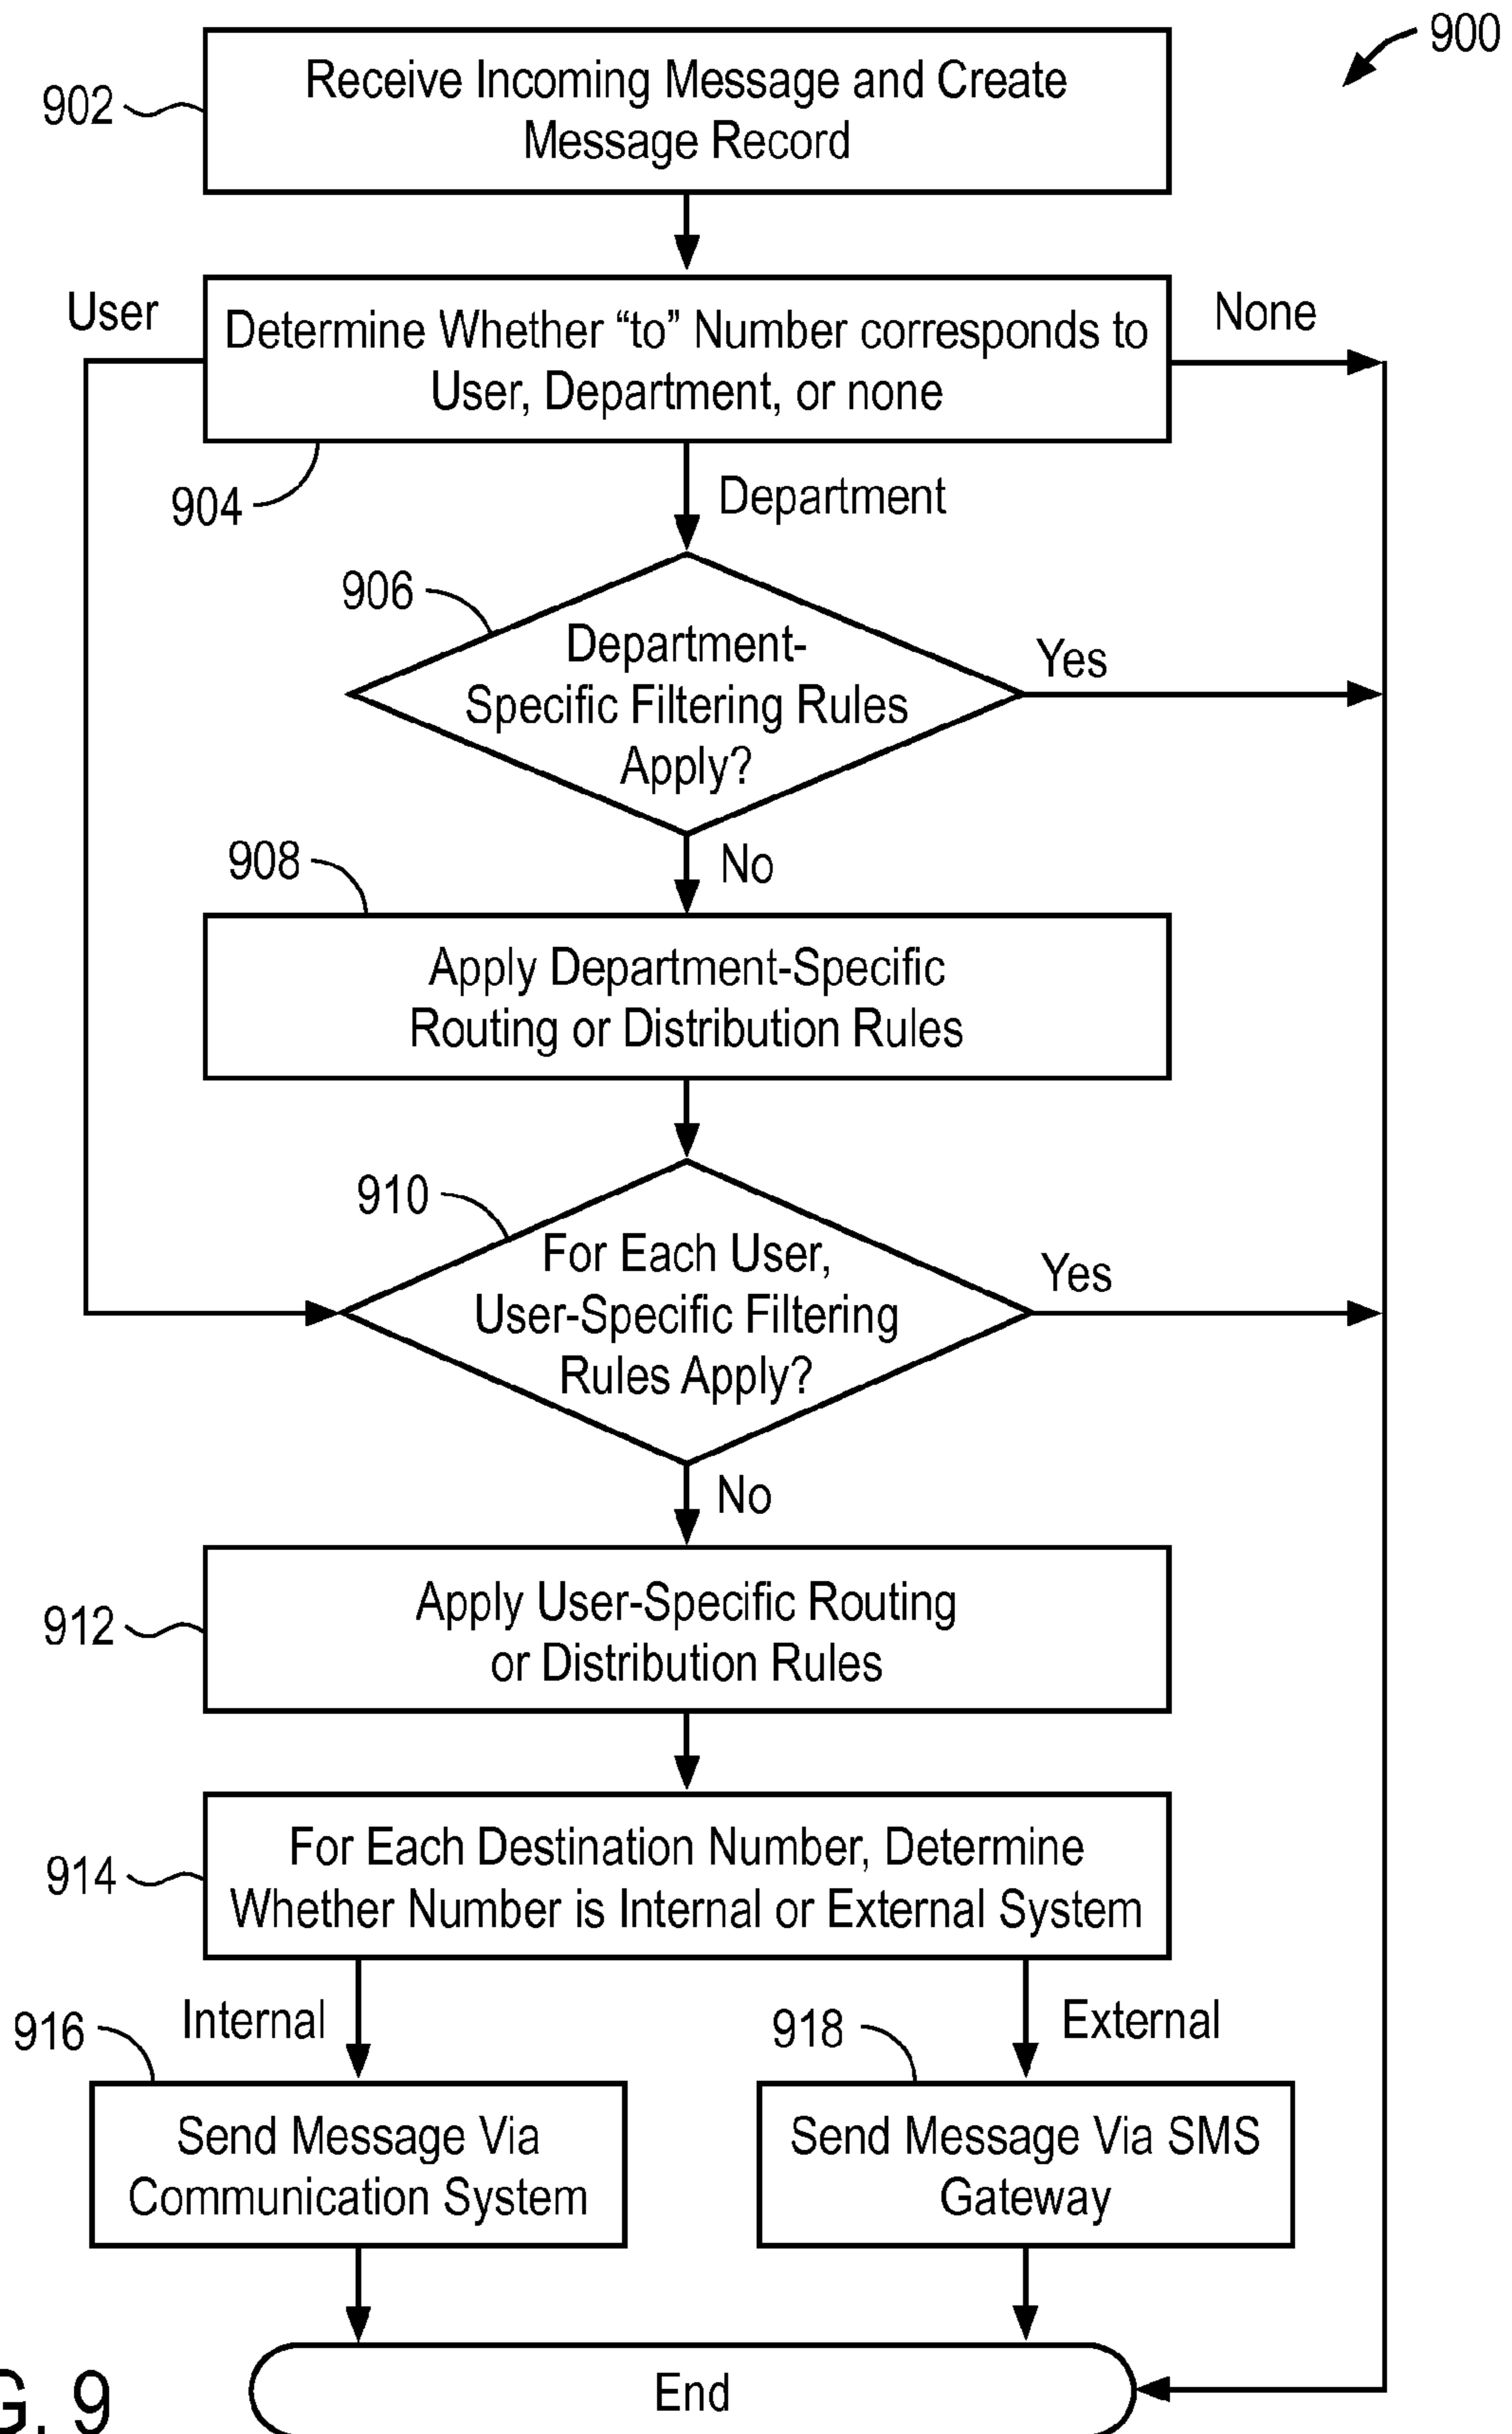 900
902
Receive Incoming Message and Create
Message Record
User
None
Determine Whether “to” Number corresponds to
User, Department, or none
904
Department
906
Department-
Specific Filtering Rules
Apply?
Yes
No
908
Apply Department-Specific
Routing or Distribution Rules
910
For Each User,
User-Specific Filtering
Rules Apply?
Yes
No
912
Apply User-Specific Routing
or Distribution Rules
914
For Each Destination Number, Determine
Whether Number is Internal or External System
916
Internal
918
External
Send Message Via
Communication System
Send Message Via SMS
Gateway
End
G. 9